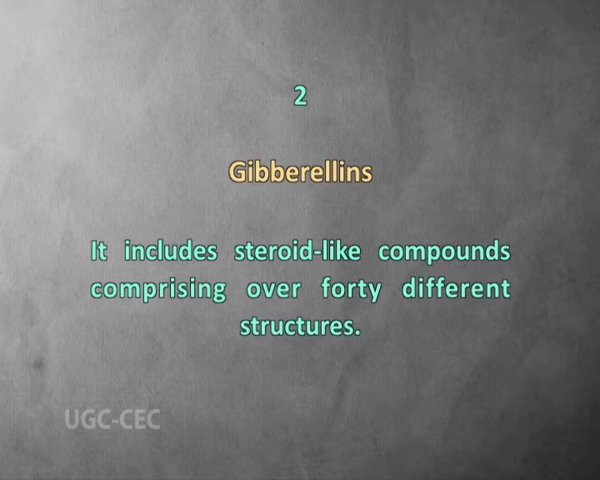 2
Gibberellins
It includes steroid-like compounds
comprising over forty different
structures.
UGC-CEC